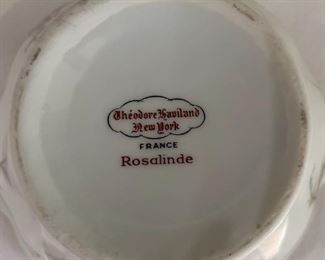 Théodore Haviland
New York
FRANCE
Rosalinde